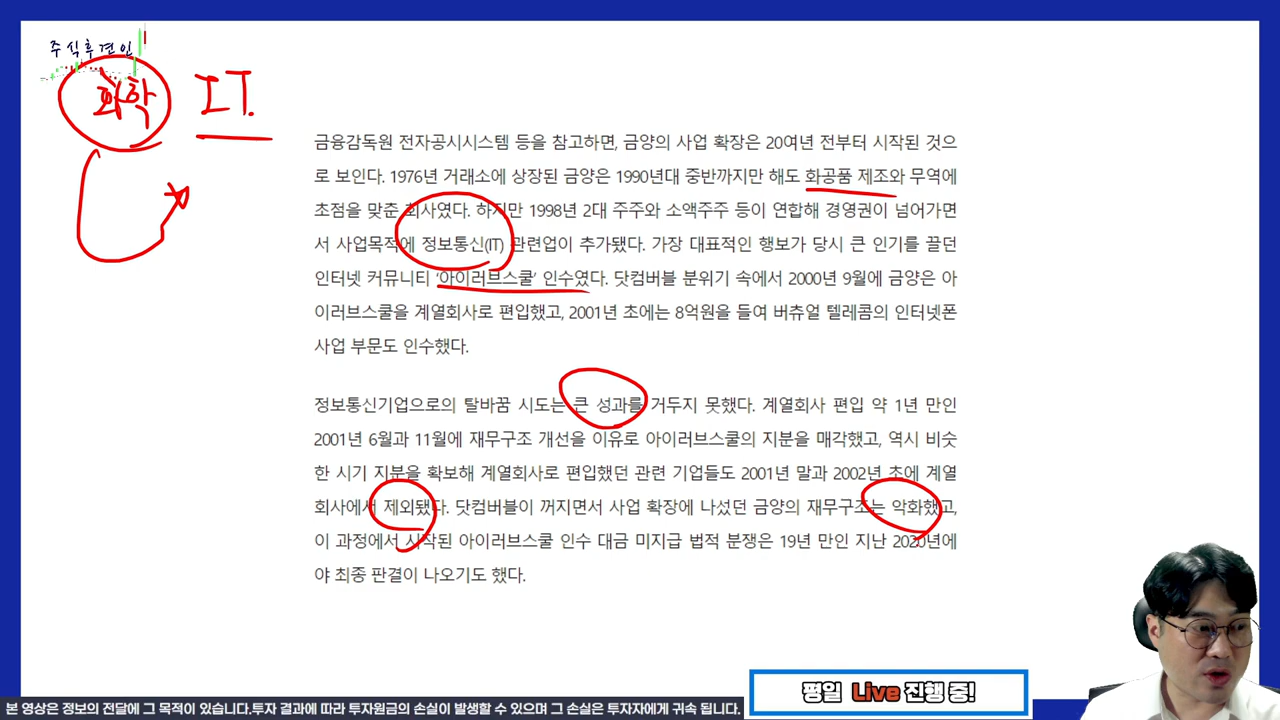 주식후견인
화학 IT.
금융감독원 전자공시시스템 등을 참고하면, 금양의 사업 확장은 20여년 전부터 시작된 것으
로 보인다. 1976년 거래소에 상장된 금양은 1990년대 중반까지만 해도 화공품 제조와 무역에
초점을 맞춘 회사였다. 하지만 1998년 2대 주주와 소액주주 등이 연합해 경영권이 넘어가면
서 사업목적에 정보통신(IT) 관련업이 추가됐다. 가장 대표적인 행보가 당시 큰 인기를 끌던
인터넷 커뮤니티 ‘아이러브스쿨’ 인수였다. 닷컴버블 분위기 속에서 2000년 9월에 금양은 아
이러브스쿨을 계열회사로 편입했고, 2001년 초에는 8억원을 들여 버츄얼 텔레콤의 인터넷폰
사업 부문도 인수했다.
정보통신기업으로의 탈바꿈 시도는 큰 성과를 거두지 못했다. 계열회사 편입 약 1년 만인
2001년 6월과 11월에 재무구조 개선을 이유로 아이러브스쿨의 지분을 매각했고, 역시 비슷
한 시기 지분을 확보해 계열회사로 편입했던 관련 기업들도 2001년 말과 2002년 초에 계열
회사에서 제외됐다. 닷컴버블이 꺼지면서 사업 확장에 나섰던 금양의 재무구조는 악화했고,
이 과정에서 시작된 아이러브스쿨 인수 대금 미지급 법적 분쟁은 19년 만인 지난 2020년에
야 최종 판결이 나오기도 했다.
평일 Live 진행 중!
본 영상은 정보의 전달에 그 목적이 있습니다.투자 결과에 따라 투자원금의 손실이 발생할 수 있으며 그 손실은 투자자에게 귀속 됩니다.